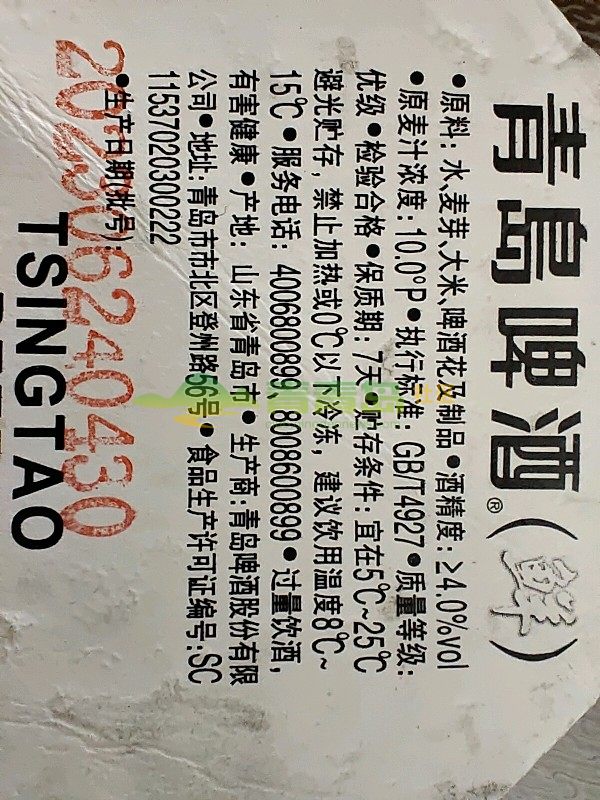 青島啤酒®(鲜)
•原料:水、麦芽、大米、啤酒花及制品•酒精度:≥4.0%vol
•原麦汁浓度:10.0°P•执行标准:GB/T4927•质量等级:
优级•检验合格•保质期:7天•贮存条件:宜在5℃~25℃
避光贮存,禁止加热或0℃以下冷冻,建议饮用温度8℃~
15℃•服务电话:4006800899、8008600899•过量饮酒,
有害健康•产地:山东省青岛市•生产商:青岛啤酒股份有限
公司•地址:青岛市市北区登州路56号•食品生产许可证编号:SC
11537020300222
•生产日期(批号):
202306240430
TSINGTAO